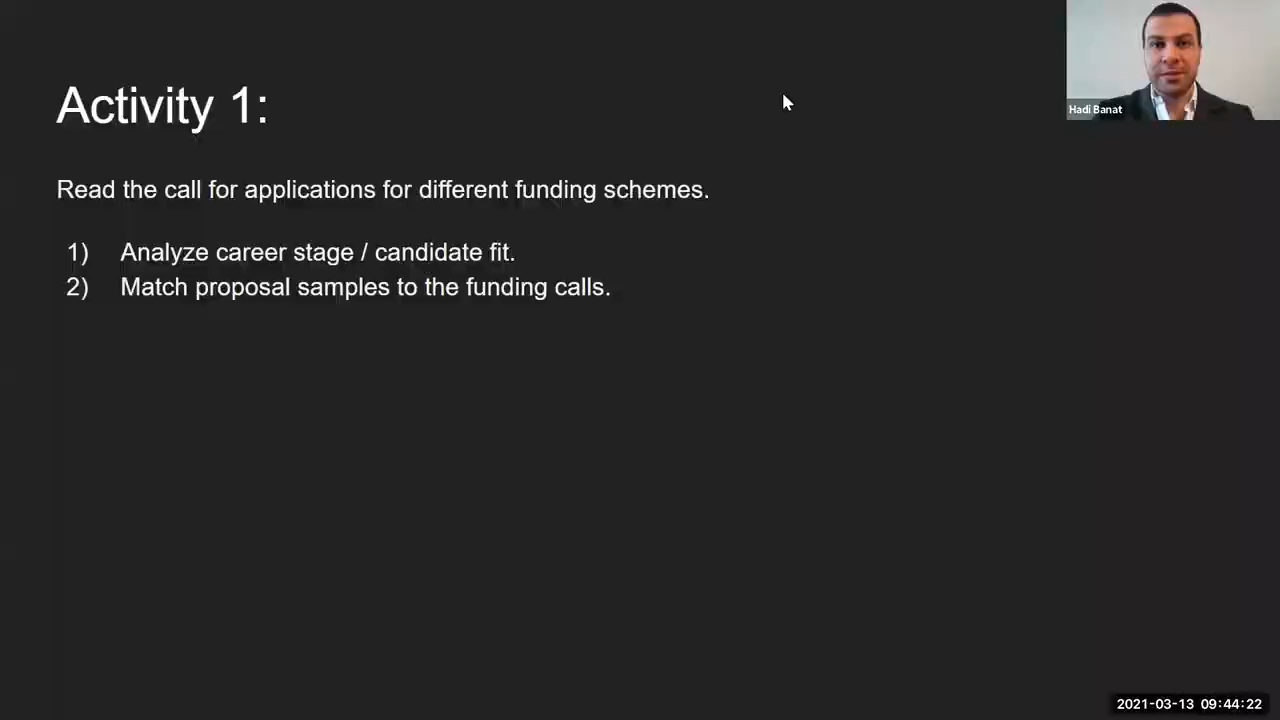 Hadi Banat
Activity 1:
Read the call for applications for different funding schemes.
1) Analyze career stage / candidate fit.
2) Match proposal samples to the funding calls.
2021-03-13 09:44:22